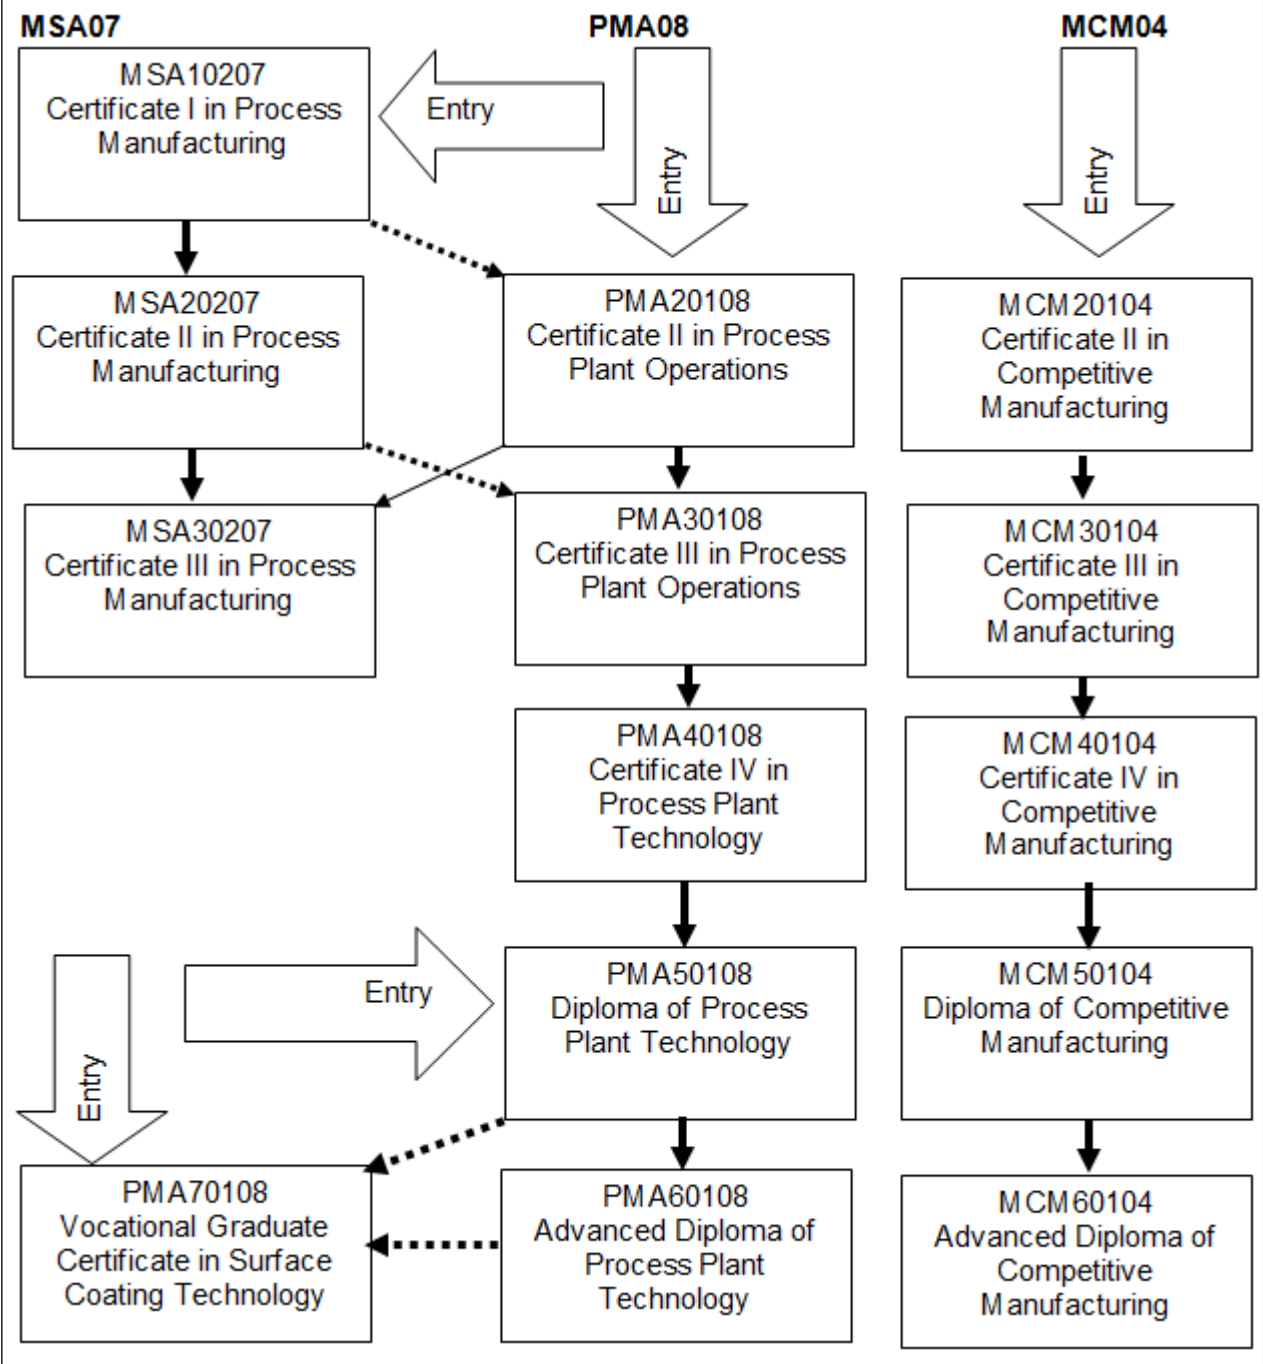 MSA07
PMA08
MCM04
MSA10207
Certificate I in Process
Manufacturing
Entry
Entry
Entry
MSA20207
Certificate II in Process
Manufacturing
PMA20108
Certificate II in Process
Plant Operations
MCM20104
Certificate II in
Competitive
Manufacturing
MSA30207
Certificate III in Process
Manufacturing
PMA30108
Certificate III in Process
Plant Operations
MCM30104
Certificate III in
Competitive
Manufacturing
PMA40108
Certificate IV in
Process Plant
Technology
MCM40104
Certificate IV in
Competitive
Manufacturing
Entry
Entry
PMA50108
Diploma of Process
Plant Technology
MCM50104
Diploma of Competitive
Manufacturing
PMA70108
Vocational Graduate
Certificate in Surface
Coating Technology
PMA60108
Advanced Diploma of
Process Plant
Technology
MCM60104
Advanced Diploma of
Competitive
Manufacturing